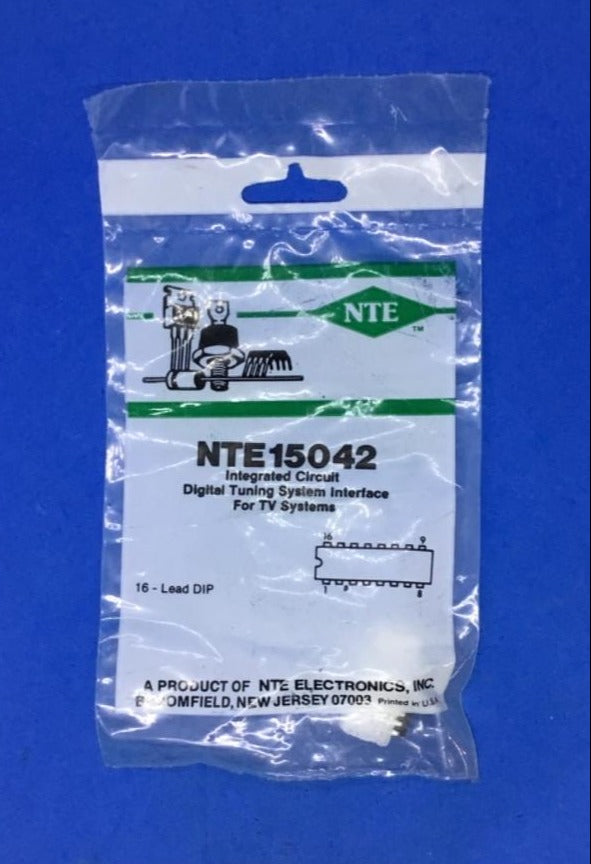 NTE
TM
NTE15042
Integrated Circuit
Digital Tuning System Interface
For TV Systems
16 9
16 - Lead DIP
1 8
A PRODUCT OF NTE ELECTRONICS, INC.
BLOOMFIELD, NEW JERSEY 07003 Printed in U.S.A.